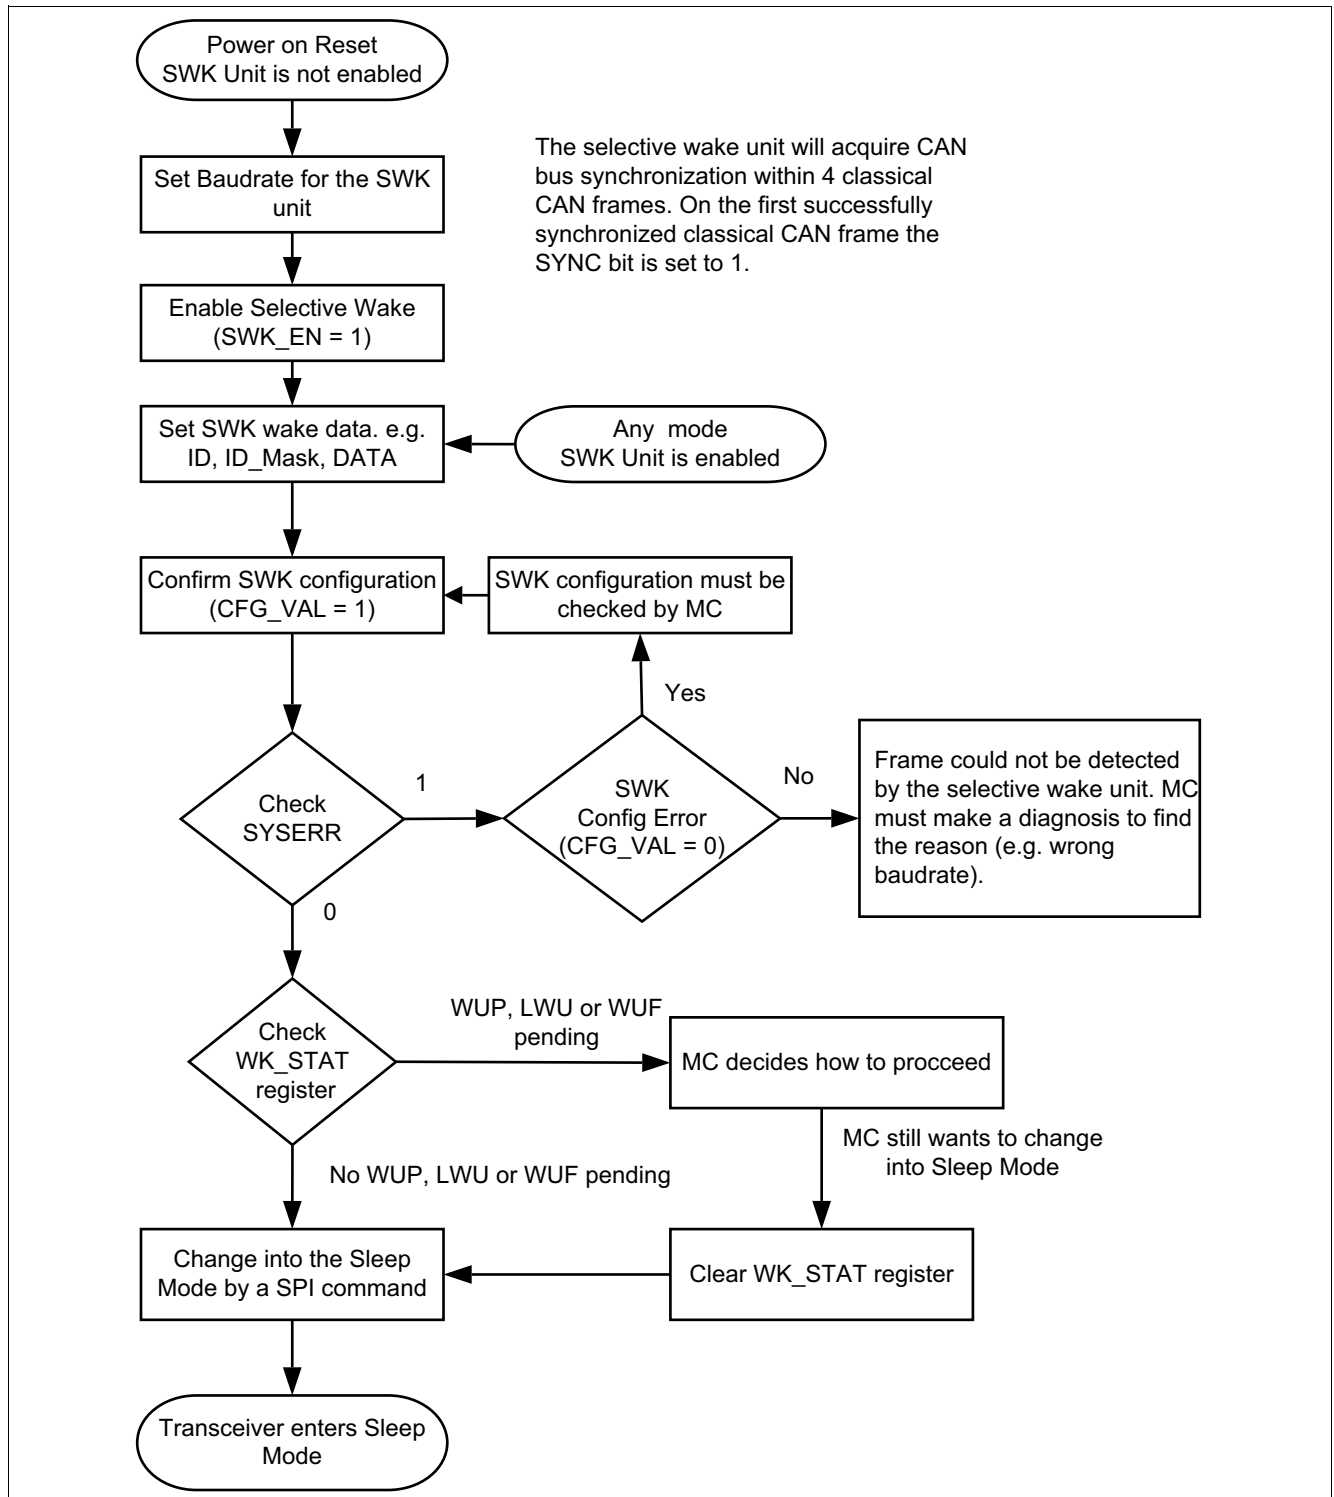 Power on Reset
SWK Unit is not enabled
The selective wake unit will acquire CAN
bus synchronization within 4 classical
CAN frames. On the first successfully
synchronized classical CAN frame the
SYNC bit is set to 1.
Set Baudrate for the SWK
unit
Enable Selective Wake
(SWK_EN = 1)
Set SWK wake data. e.g.
ID, ID_Mask, DATA
Any mode
SWK Unit is enabled
Confirm SWK configuration
(CFG_VAL = 1)
SWK configuration must be
checked by MC
Yes
Check
SYSERR
1
SWK
Config Error
(CFG_VAL = 0)
No
Frame could not be detected
by the selective wake unit. MC
must make a diagnosis to find
the reason (e.g. wrong
baudrate).
0
Check
WK_STAT
register
WUP, LWU or WUF
pending
MC decides how to procceed
MC still wants to change
into Sleep Mode
No WUP, LWU or WUF pending
Change into the Sleep
Mode by a SPI command
Clear WK_STAT register
Transceiver enters Sleep
Mode